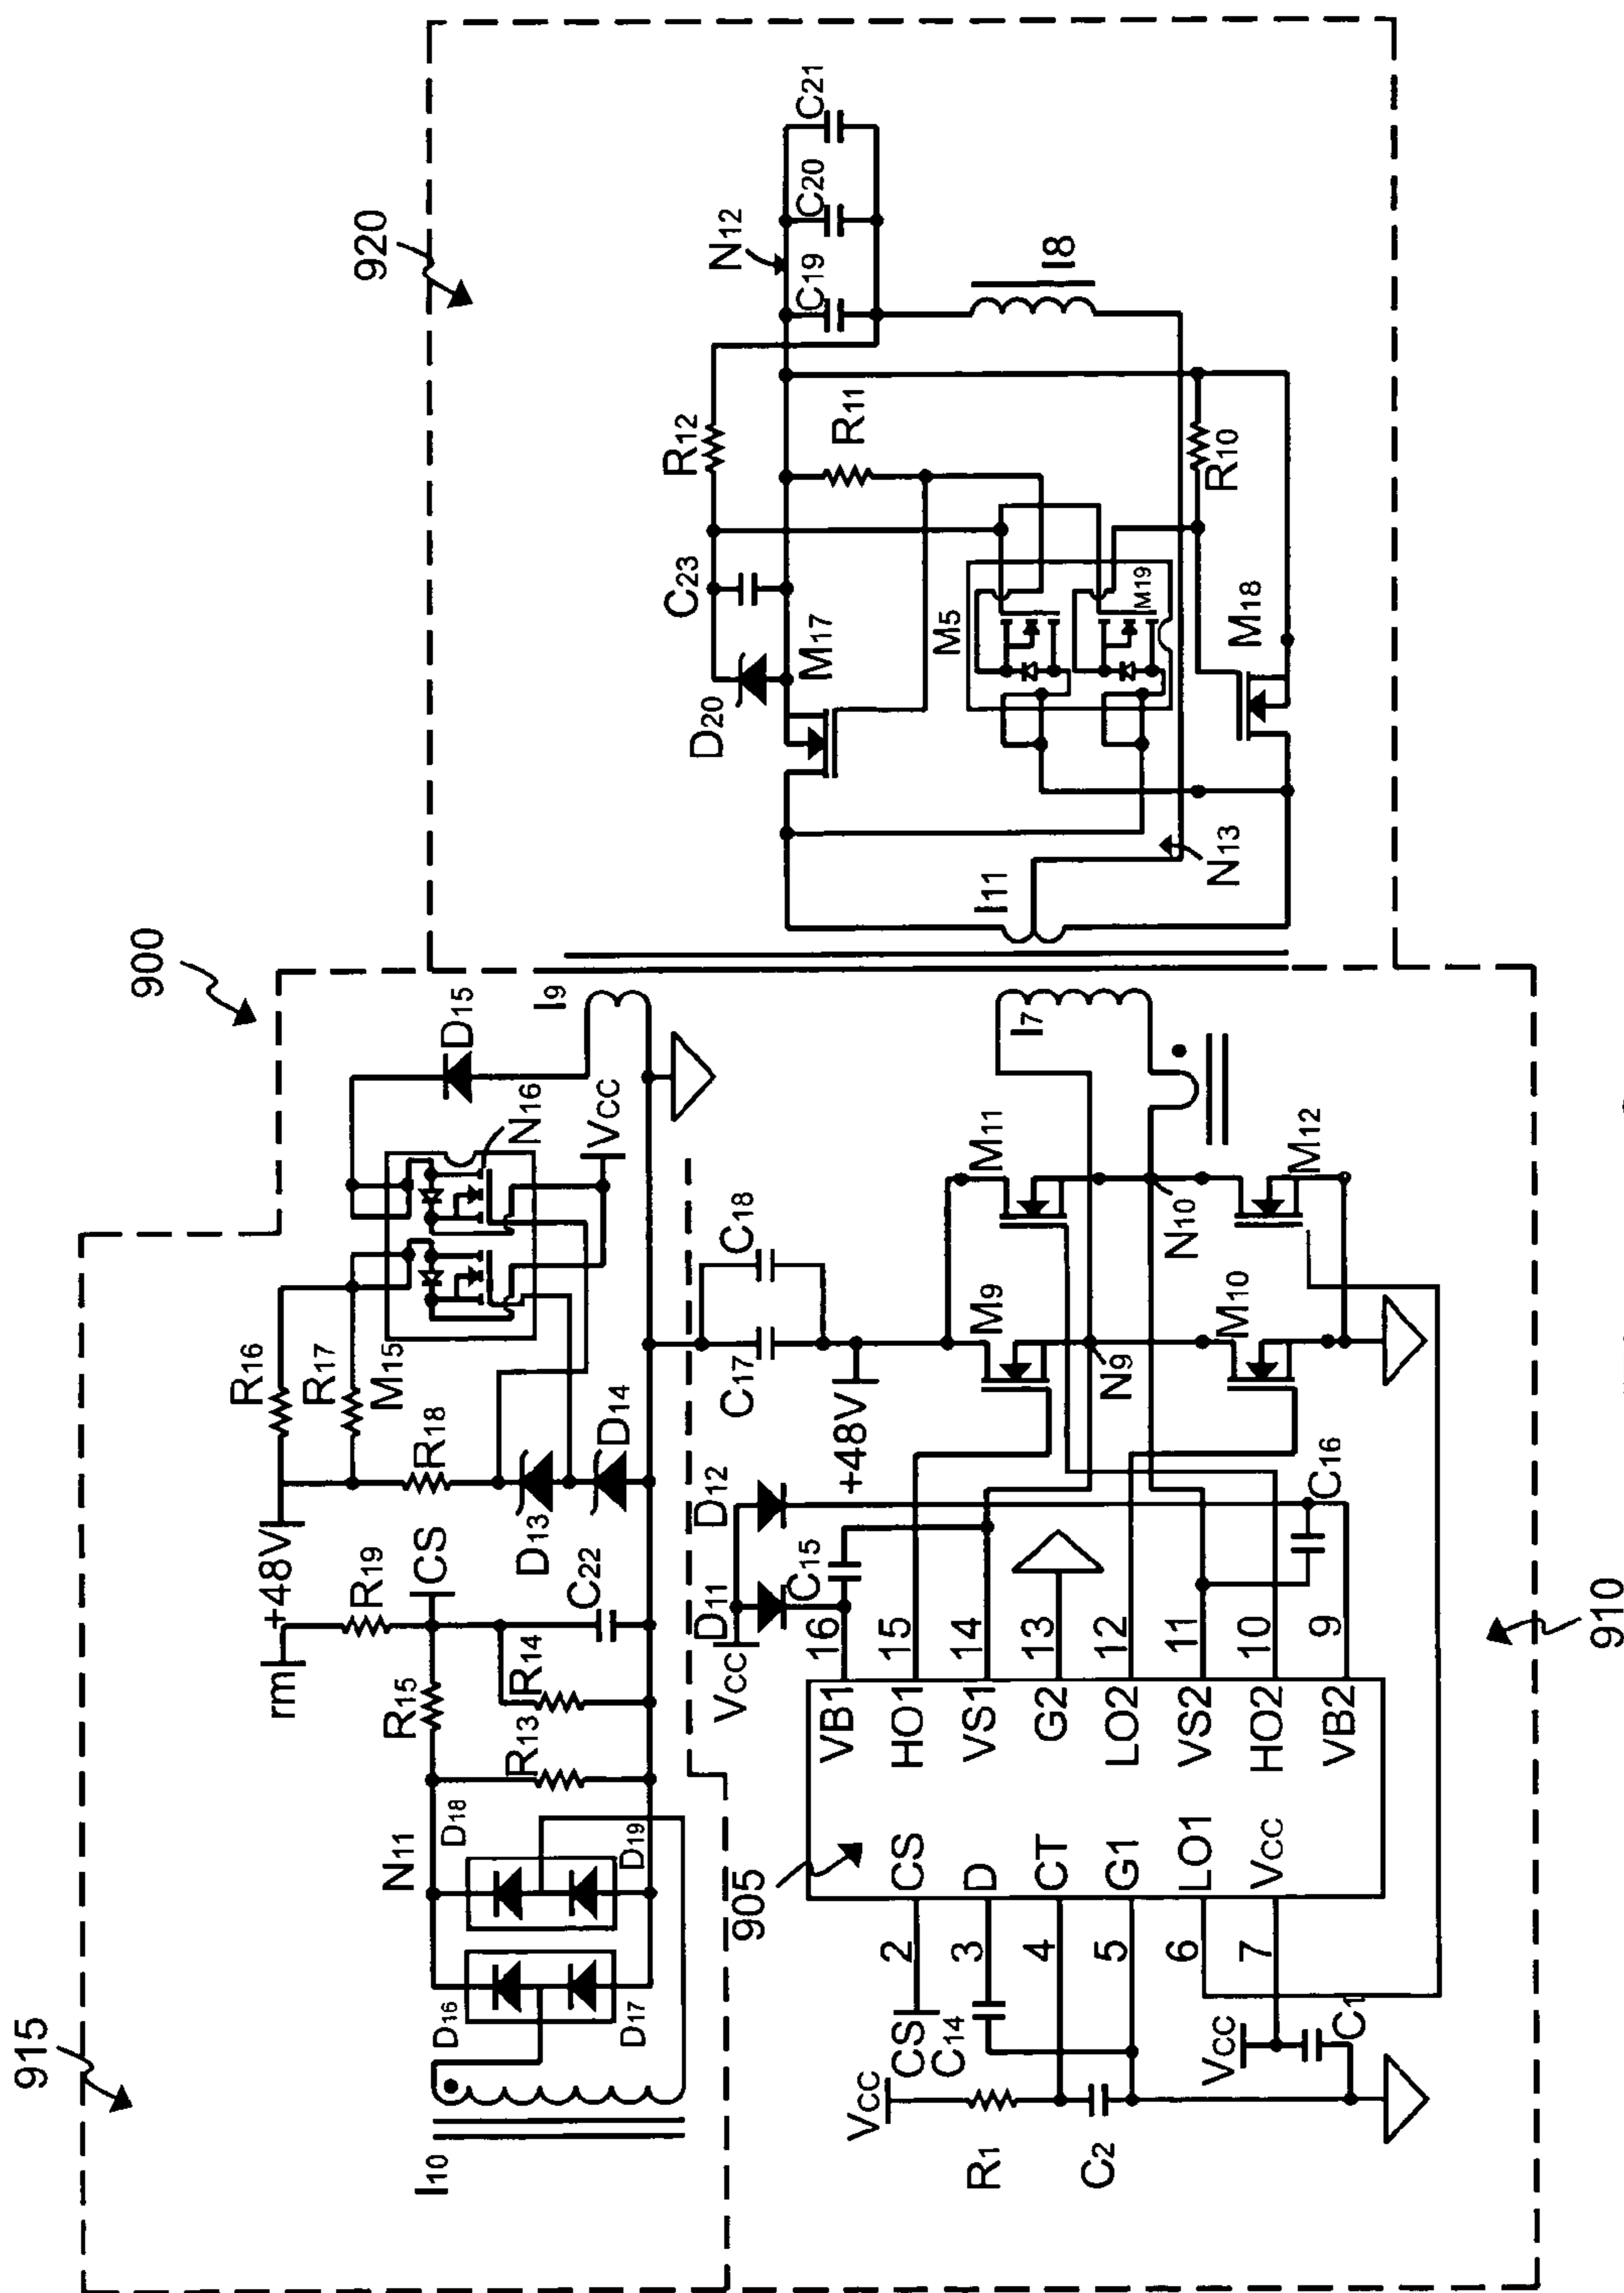 915
900
920
I10
D16
D17
N11
D18
D19
R13
R14
R15
rm
R19
CS
C22
+48V
R16
R17
R18
M15
D13
D14
D15
N16
VCC
I9
905
910
VCC
R1
C2
CS
C14
VCC
C1
2
3
4
5
6
7
CS
D
CT
G1
LO1
VCC
VB1
HO1
VS1
G2
LO2
VS2
HO2
VB2
16
15
14
13
12
11
10
9
VCC
D11
D12
C15
C16
+48V
C17
C18
M9
M10
M11
M12
N9
N10
I7
I11
N13
D20
M17
C23
M5
M19
M18
R12
R11
R10
N12
C19
C20
C21
I8